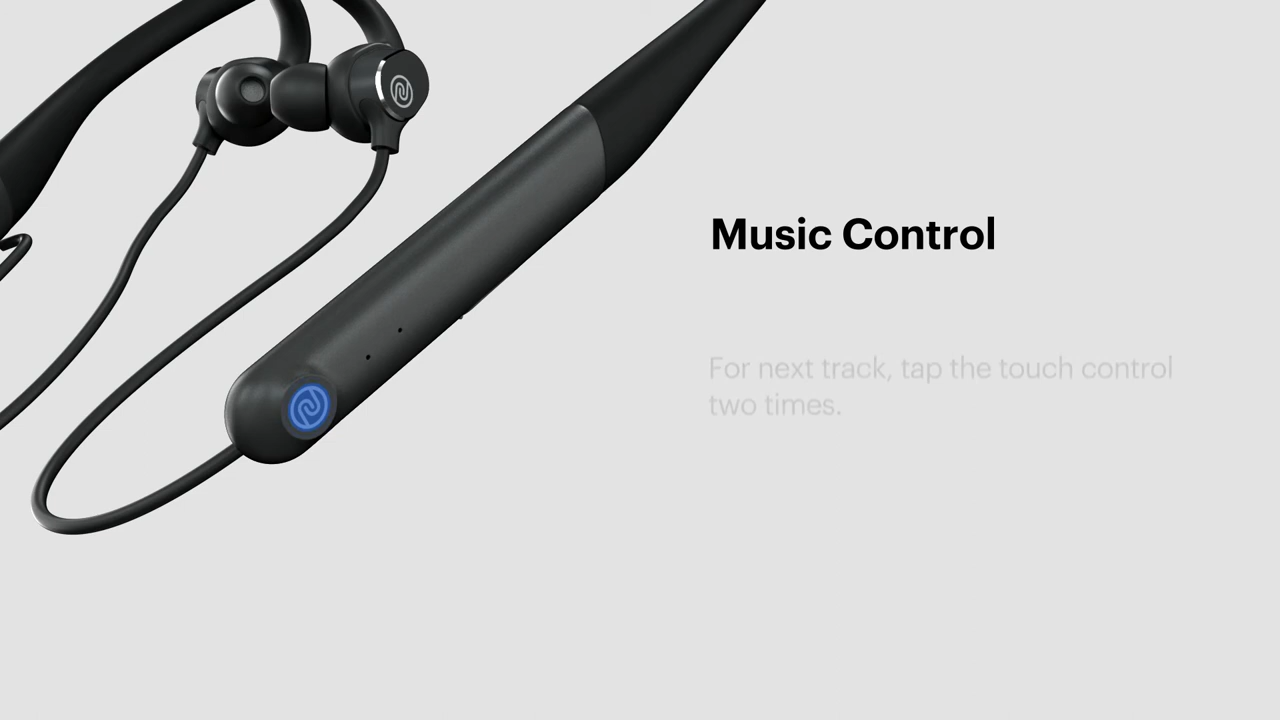 Music Control
For next track, tap the touch control
two times.